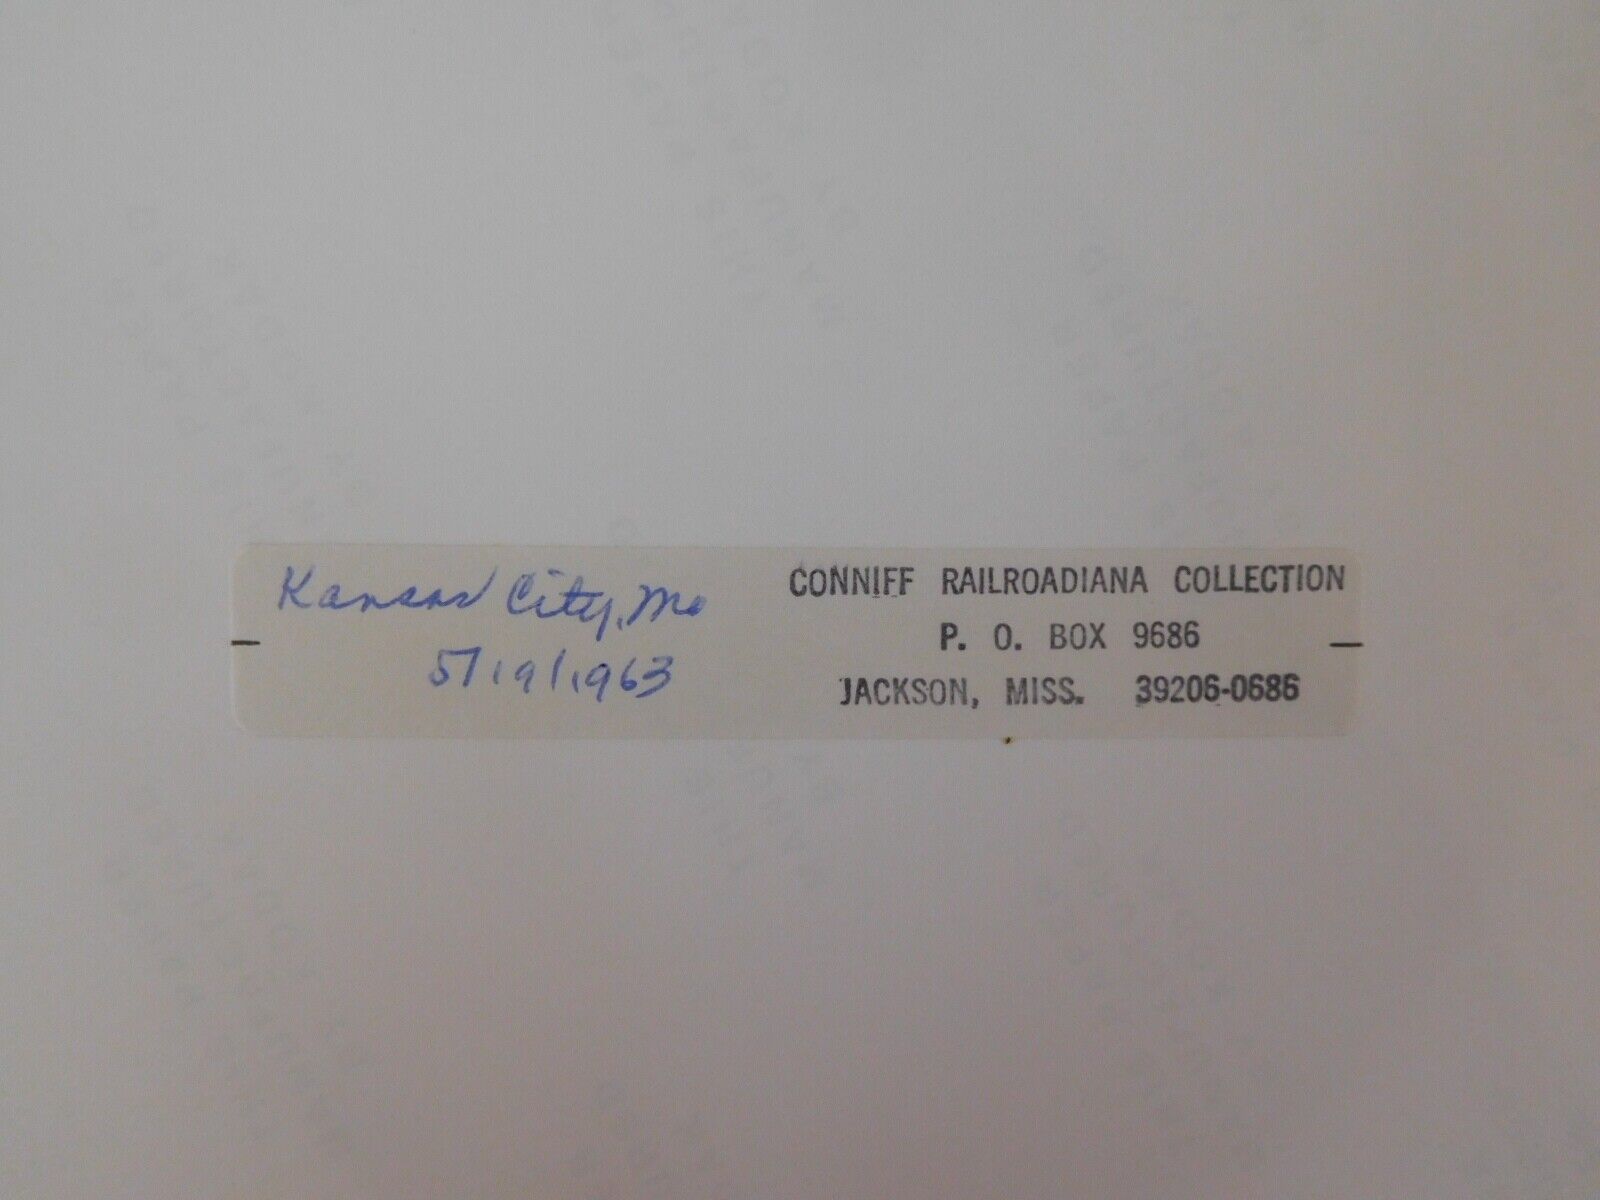 Kansas City, Mo
5/19/1963
CONNIFF RAILROADIANA COLLECTION
P. O. BOX 9686
JACKSON, MISS. 39206-0686